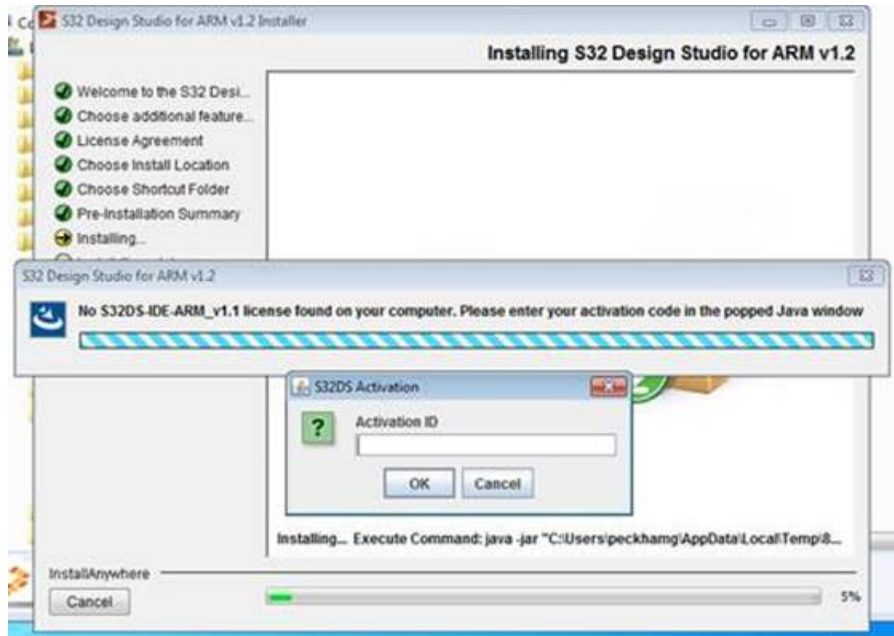 S32 Design Studio for ARM v1.2 Installer
Installing S32 Design Studio for ARM v1.2
Welcome to the S32 Desi...
Choose additional feature...
License Agreement
Choose Install Location
Choose Shortcut Folder
Pre-Installation Summary
Installing...
S32 Design Studio for ARM v1.2
No S32DS-IDE-ARM_v1.1 license found on your computer. Please enter your activation code in the popped Java window
S32DS Activation
?
Activation ID
OK Cancel
Installing... Execute Command: java -jar "C:\Users\peckhamg\AppData\Local\Temp\8...
InstallAnywhere
Cancel
5%